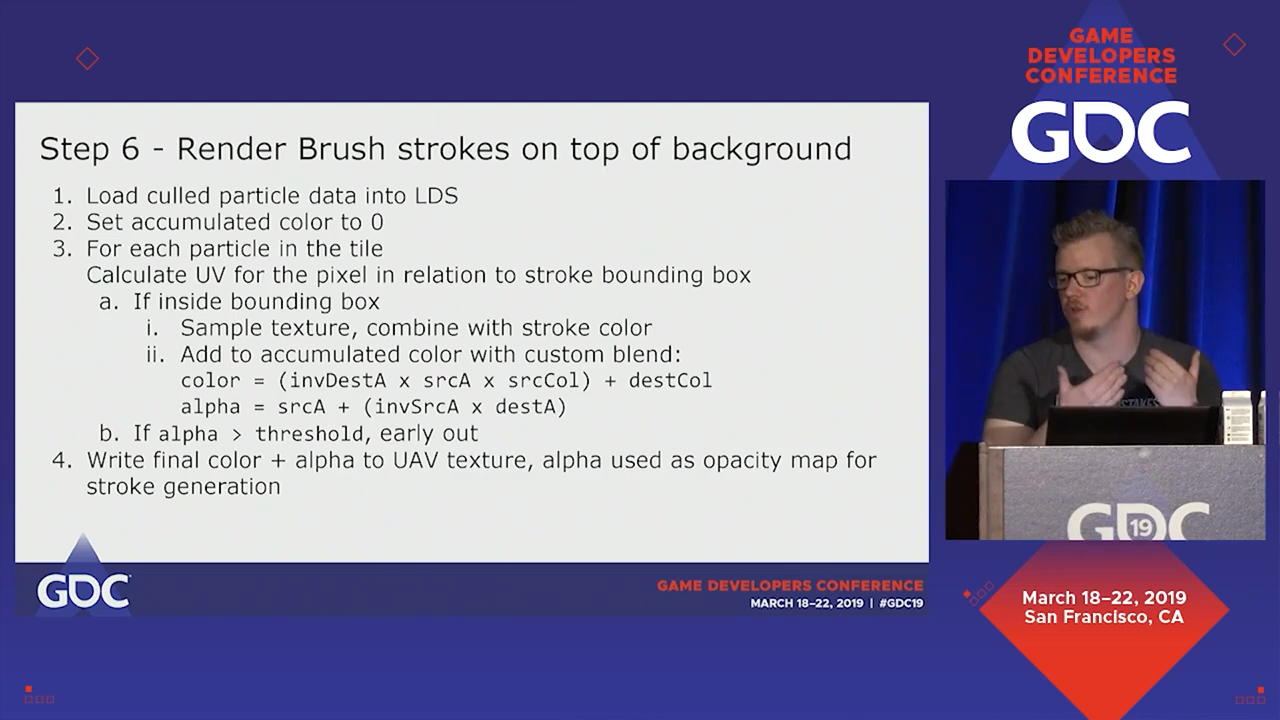 GAME
DEVELOPERS
CONFERENCE
GDC
Step 6 - Render Brush strokes on top of background
1. Load culled particle data into LDS
2. Set accumulated color to 0
3. For each particle in the tile
Calculate UV for the pixel in relation to stroke bounding box
a. If inside bounding box
i. Sample texture, combine with stroke color
ii. Add to accumulated color with custom blend:
color = (invDestA x srcA x srcCol) + destCol
alpha = srcA + (invSrcA x destA)
b. If alpha > threshold, early out
4. Write final color + alpha to UAV texture, alpha used as opacity map for
stroke generation
GDC
GAME DEVELOPERS CONFERENCE
MARCH 18–22, 2019 | #GDC19
GDC
19
March 18–22, 2019
San Francisco, CA